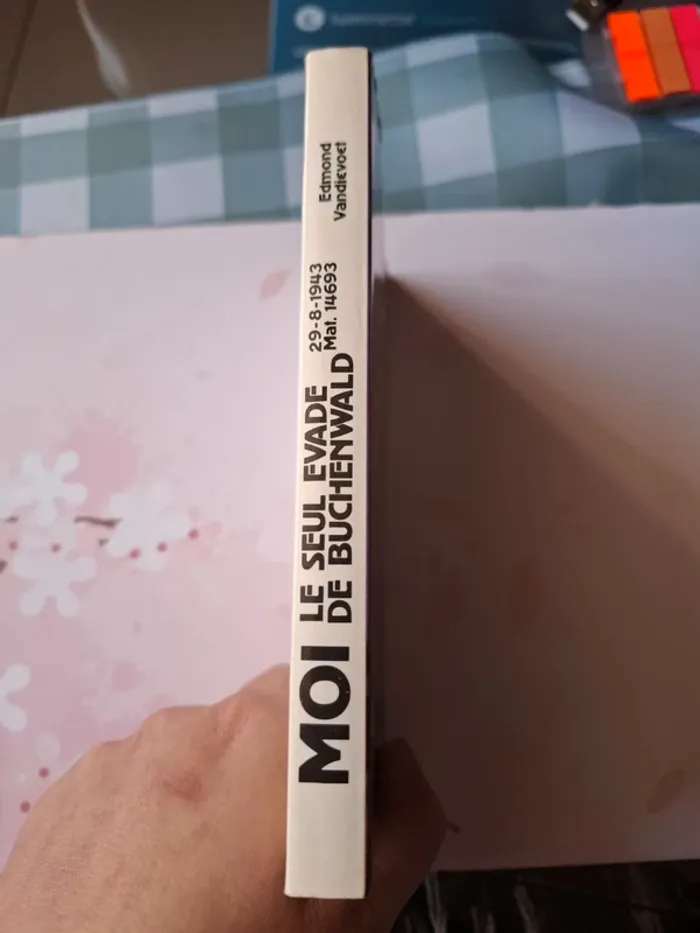 MOI
LE SEUL EVADE
DE BUCHENWALD
29-8-1943
Mat. 14693
Edmond
Vandievoet